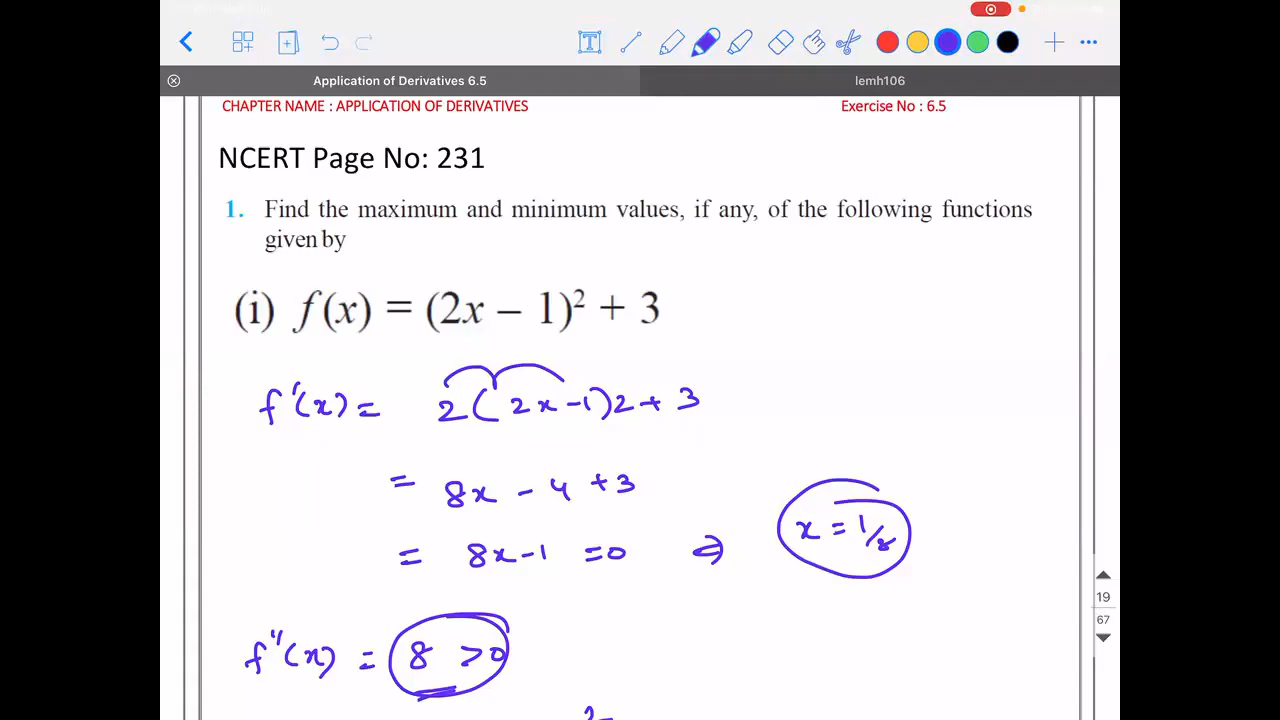 Application of Derivatives 6.5
lemh106
CHAPTER NAME : APPLICATION OF DERIVATIVES
Exercise No : 6.5
NCERT Page No: 231
1. Find the maximum and minimum values, if any, of the following functions
given by
(i) f(x) = (2x – 1)² + 3
f'(x) = 2(2x-1)2+3
= 8x - 4 + 3
= 8x-1 =0 ⇒ x = 1/8
f''(x) = 8 >0
19
67